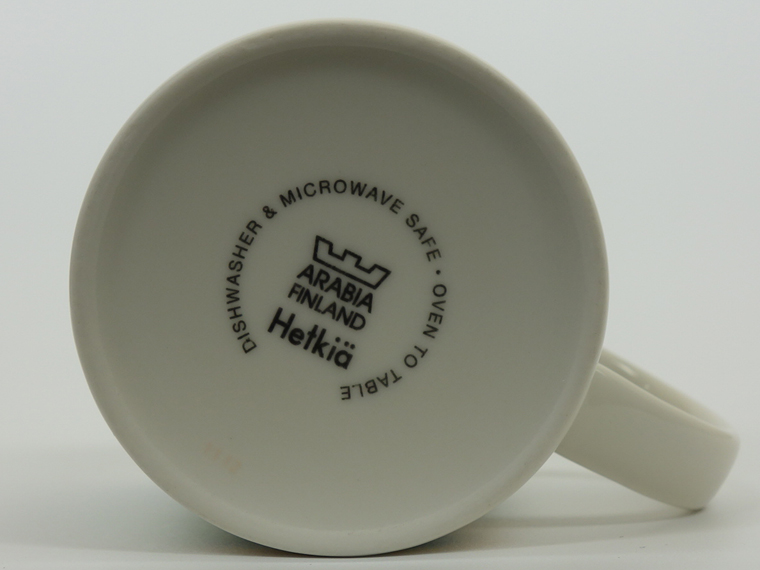 DISHWASHER & MICROWAVE SAFE • OVEN TO TABLE
ARABIA
FINLAND
Hetkiä